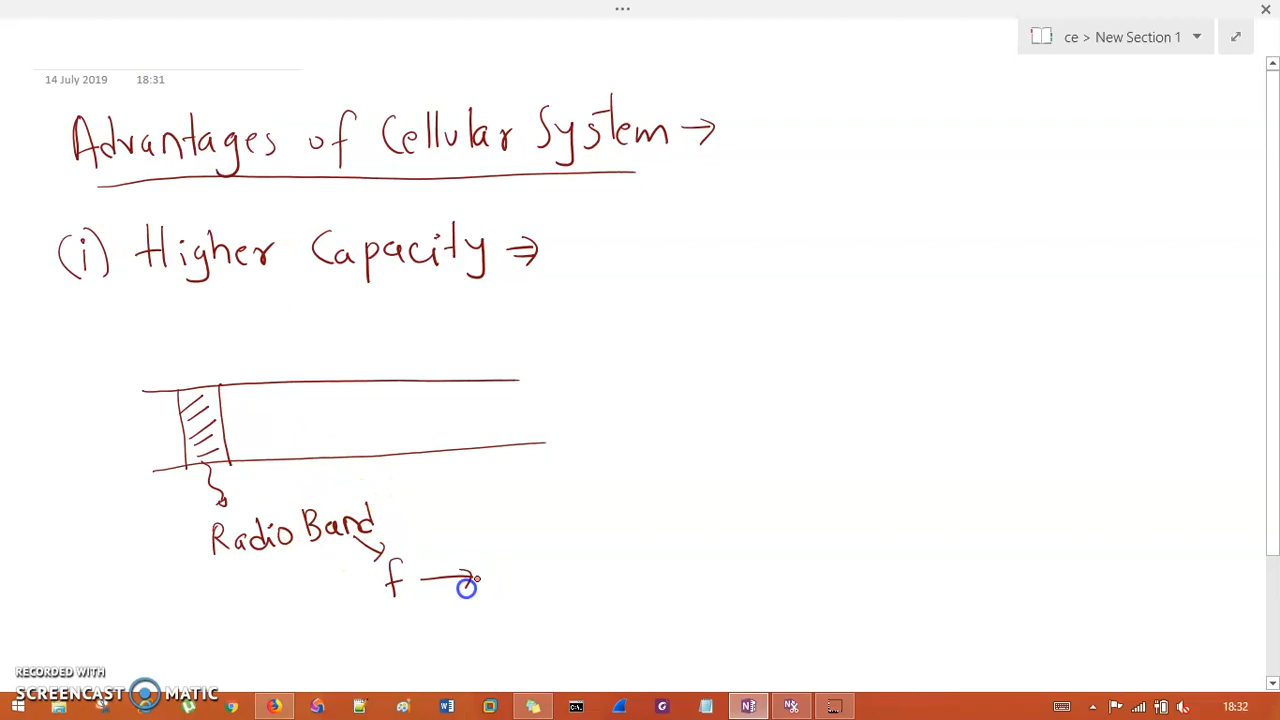 ce > New Section 1
14 July 2019 18:31
Advantages of Cellular System →
(i) Higher Capacity ⇒
Radio Band
f →
RECORDED WITH
SCREENCAST MATIC
18:32